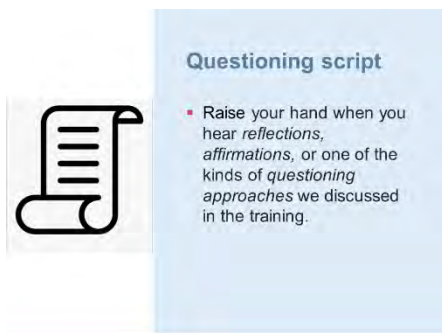 Questioning script
Raise your hand when you
hear reflections,
affirmations, or one of the
kinds of questioning
approaches we discussed
in the training.